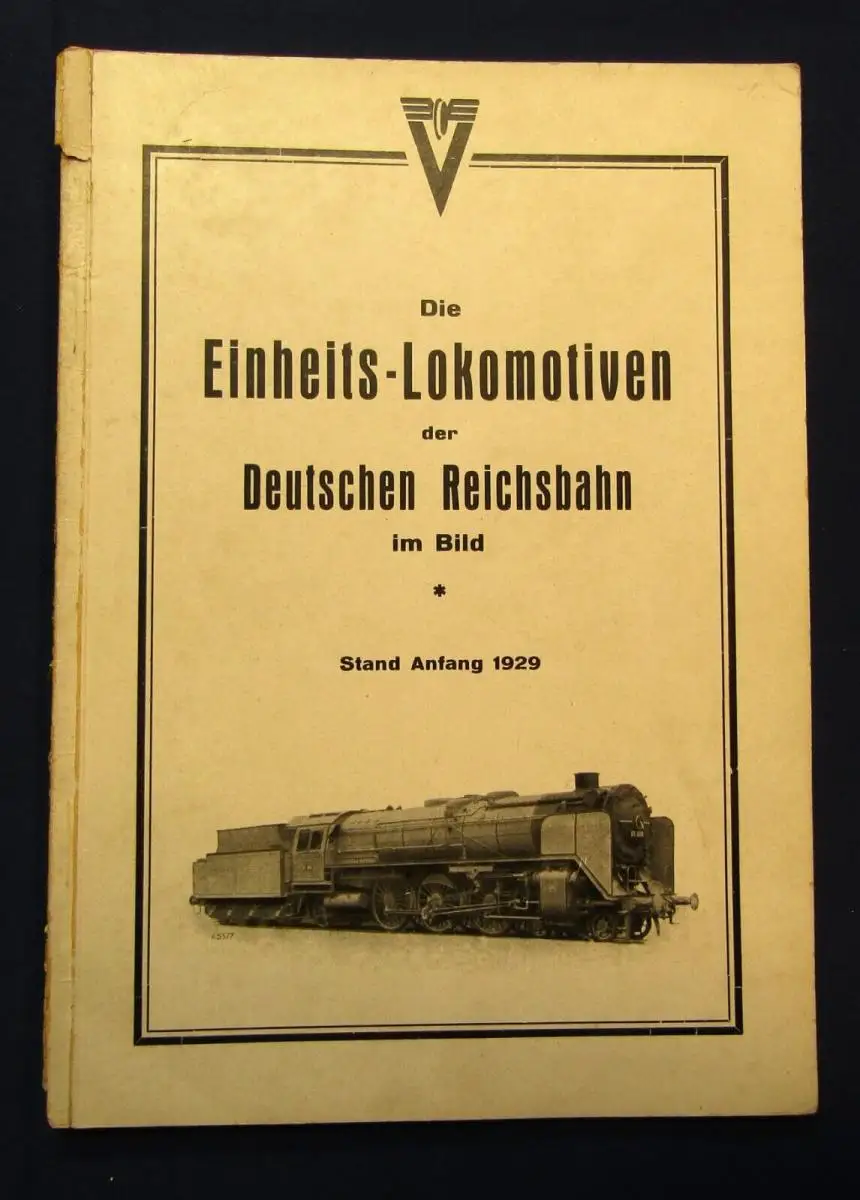 V
Die
Einheits-Lokomotiven
der
Deutschen Reichsbahn
im Bild
*
Stand Anfang 1929